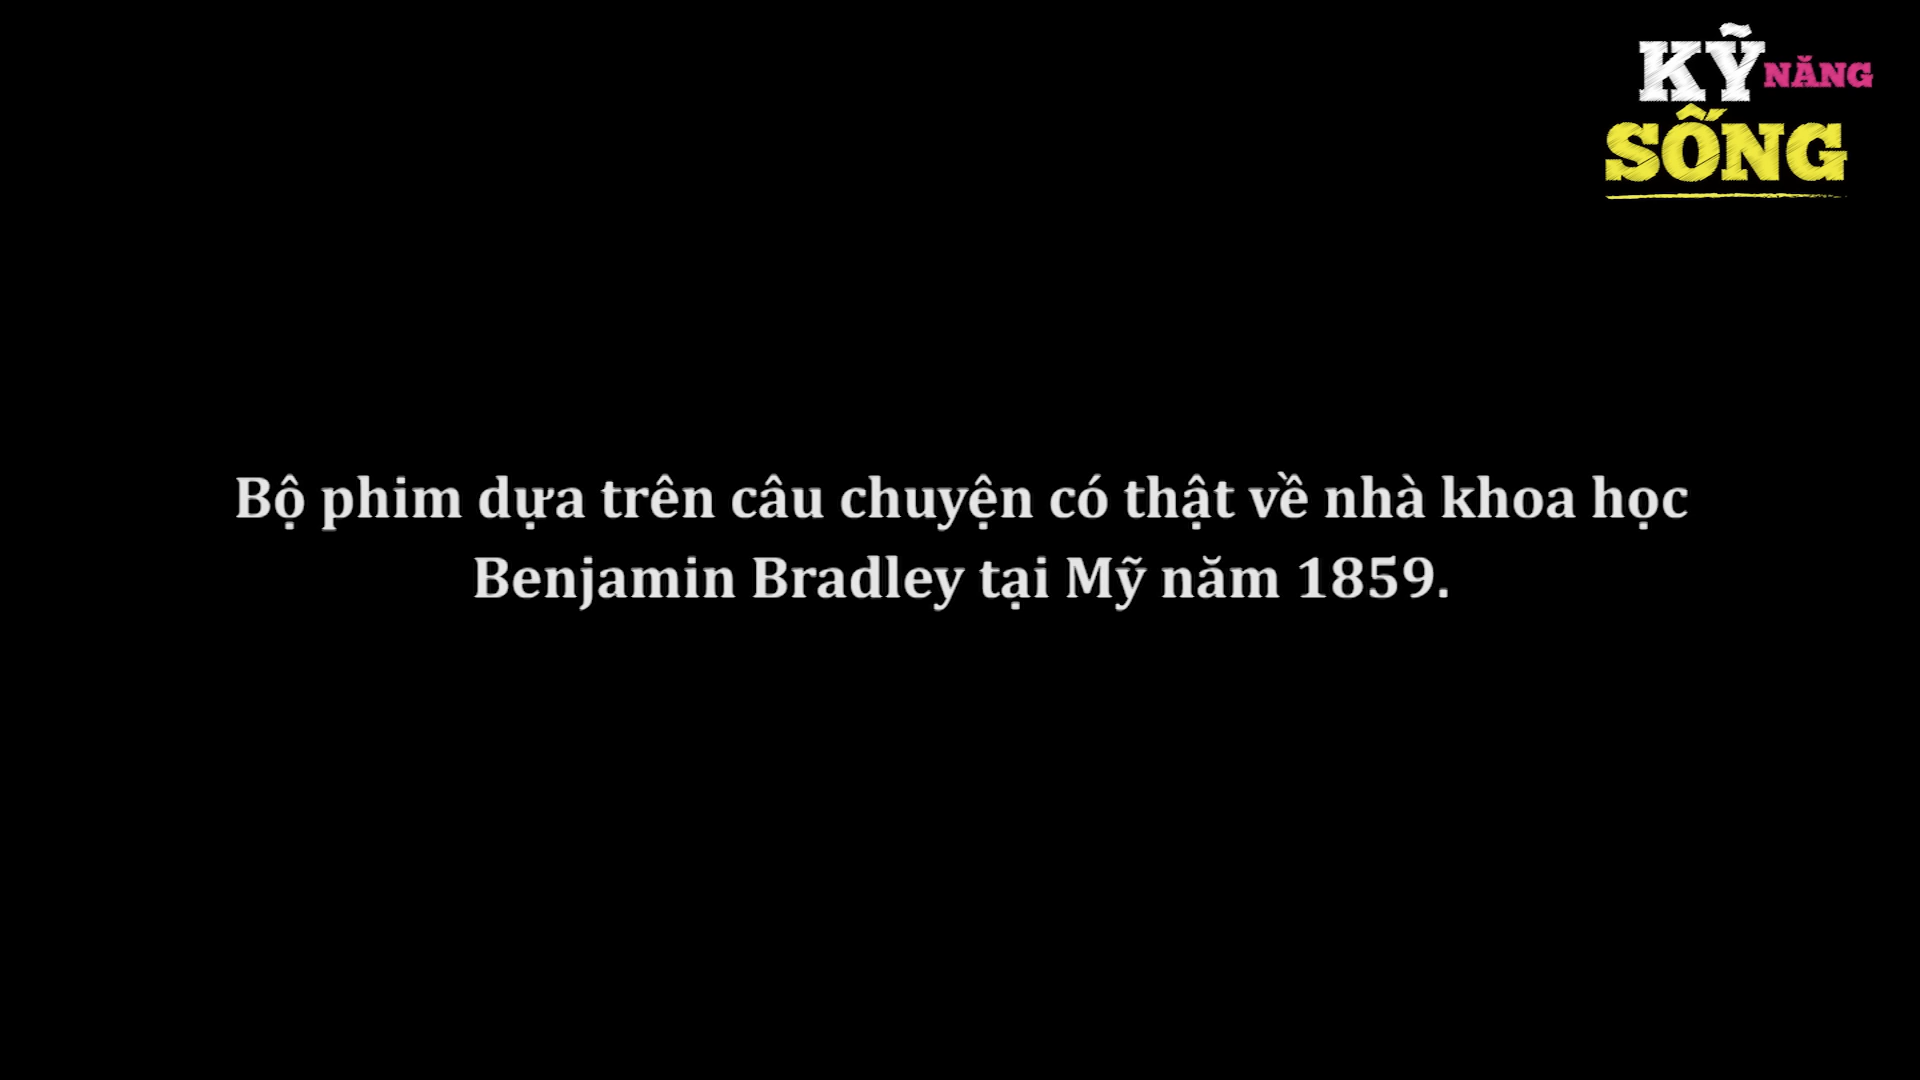 KỸ NĂNG
SỐNG
Bộ phim dựa trên câu chuyện có thật về nhà khoa học
Benjamin Bradley tại Mỹ năm 1859.